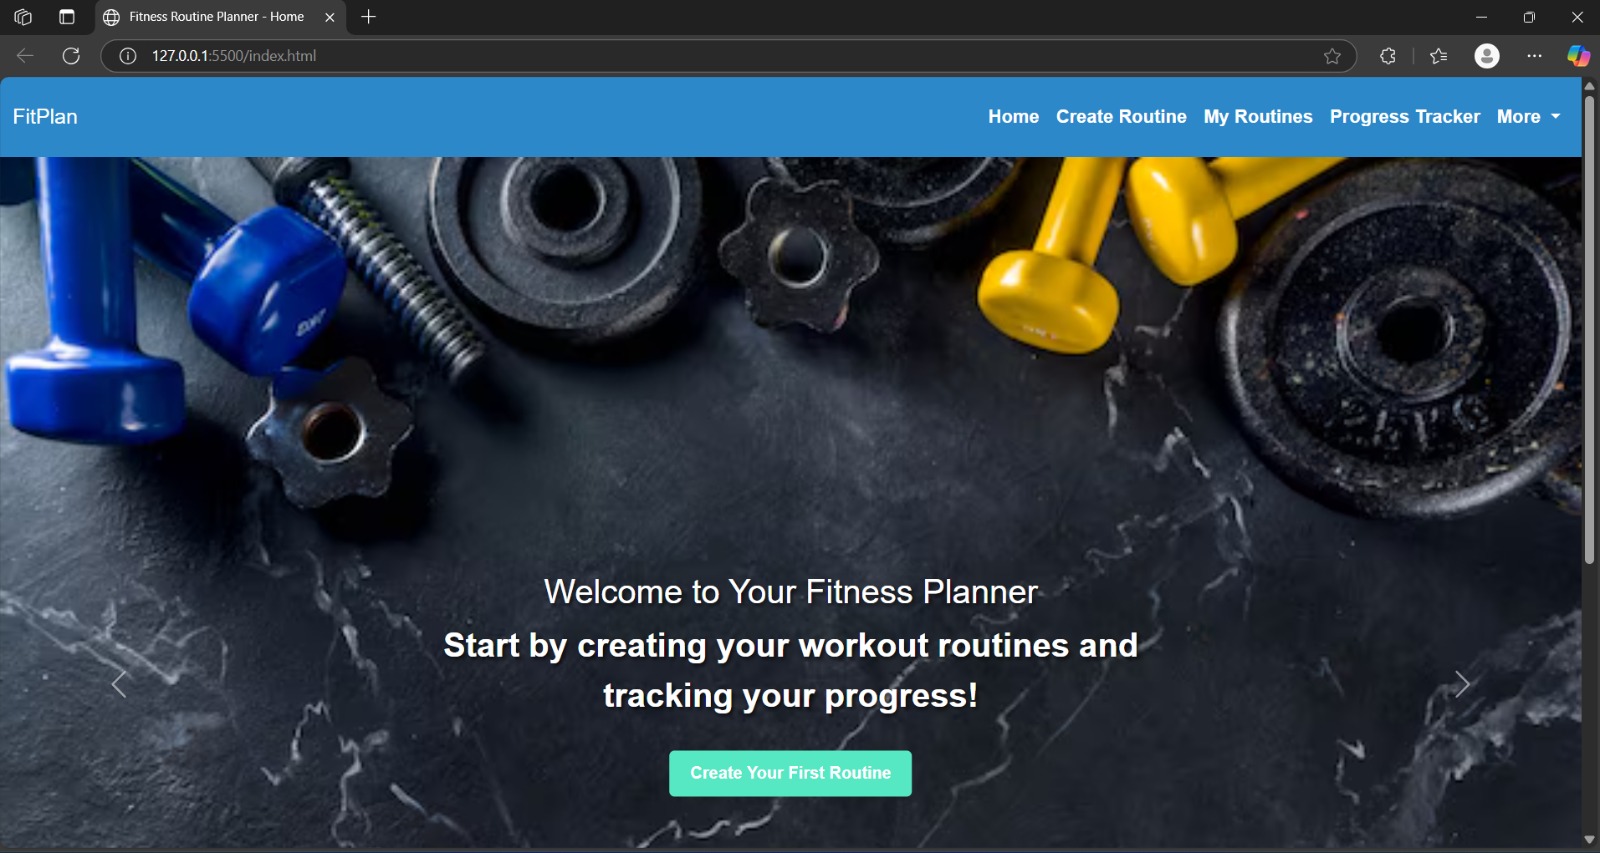 Fitness Routine Planner - Home
127.0.0.1:5500/index.html
FitPlan
Home Create Routine My Routines Progress Tracker More
Welcome to Your Fitness Planner
Start by creating your workout routines and
tracking your progress!
Create Your First Routine